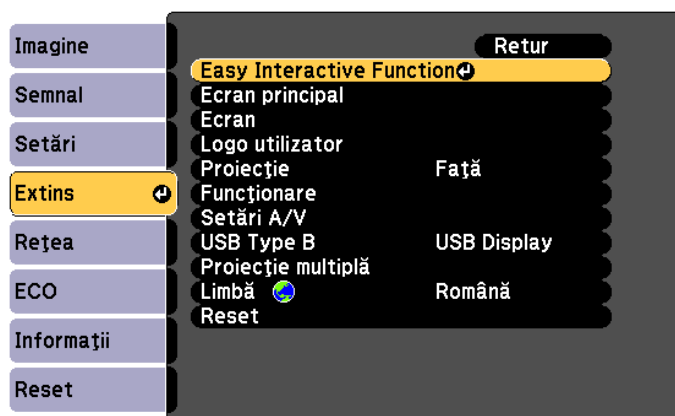 Imagine
Semnal
Setări
Extins
Reţea
ECO
Informaţii
Reset
Retur
Easy Interactive Function
Ecran principal
Ecran
Logo utilizator
Proiecţie Faţă
Funcţionare
Setări A/V
USB Type B USB Display
Proiecţie multiplă
Limbă Română
Reset